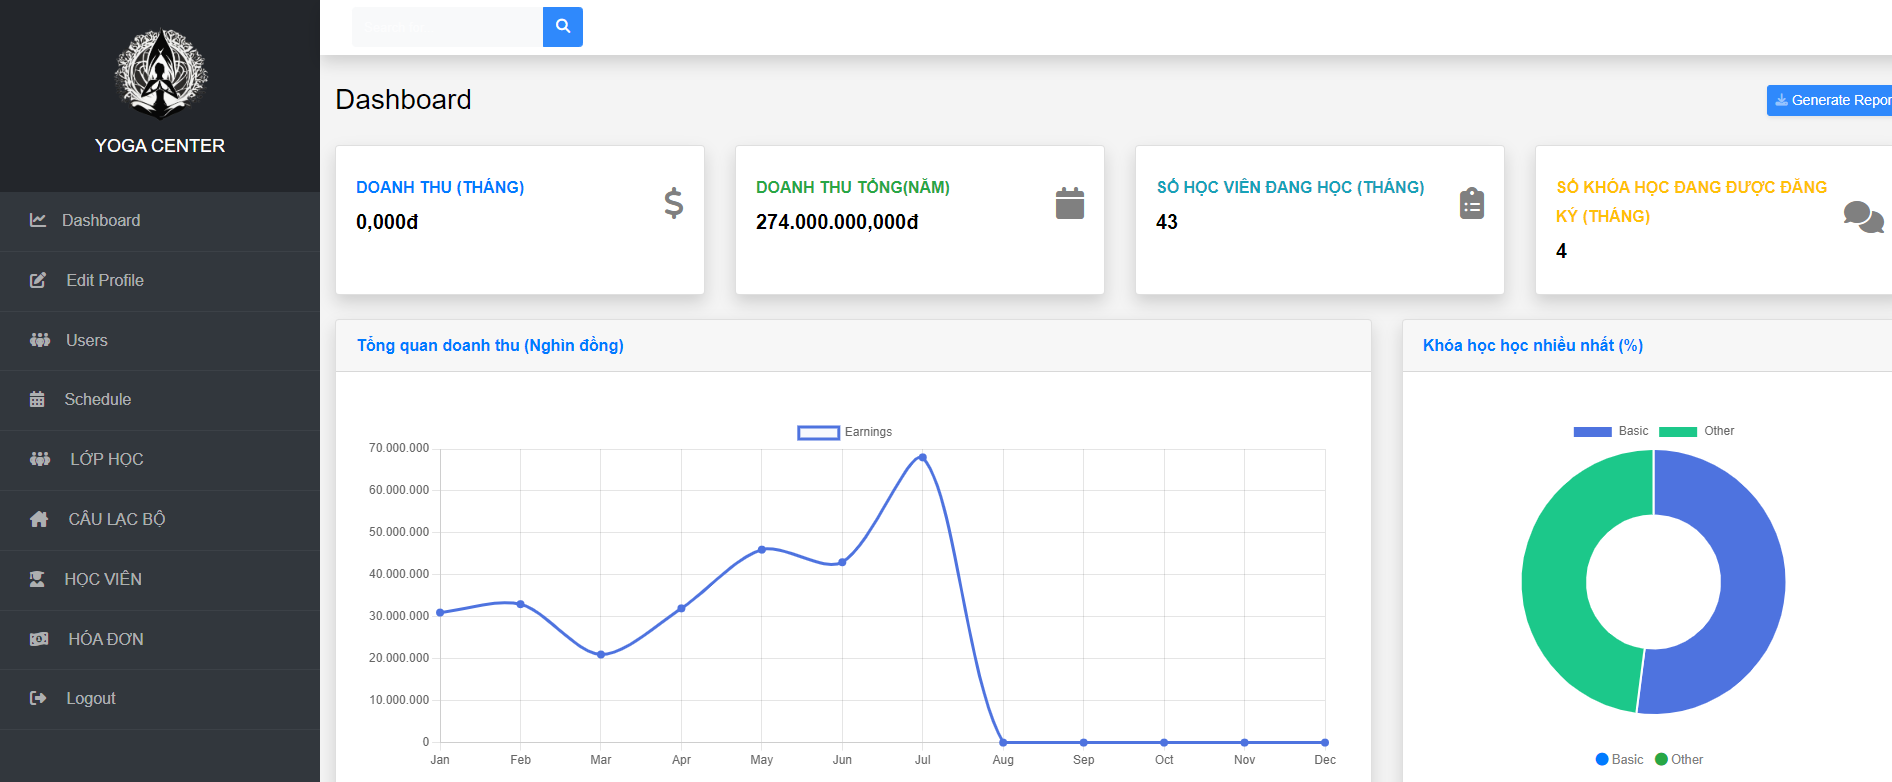 YOGA CENTER
Dashboard
Edit Profile
Users
Schedule
LỚP HỌC
CÂU LẠC BỘ
HỌC VIÊN
HÓA ĐƠN
Logout
Dashboard
Generate Repor
DOANH THU (THÁNG)
0,000đ
DOANH THU TỔNG(NĂM)
274.000.000,000đ
SỐ HỌC VIÊN ĐANG HỌC (THÁNG)
43
SỐ KHÓA HỌC ĐANG ĐƯỢC ĐĂNG
KÝ (THÁNG)
4
Tổng quan doanh thu (Nghìn đồng)
Earnings
70.000.000
60.000.000
50.000.000
40.000.000
30.000.000
20.000.000
10.000.000
0
Jan Feb Mar Apr May Jun Jul Aug Sep Oct Nov Dec
Khóa học học nhiều nhất (%)
Basic Other
Basic Other